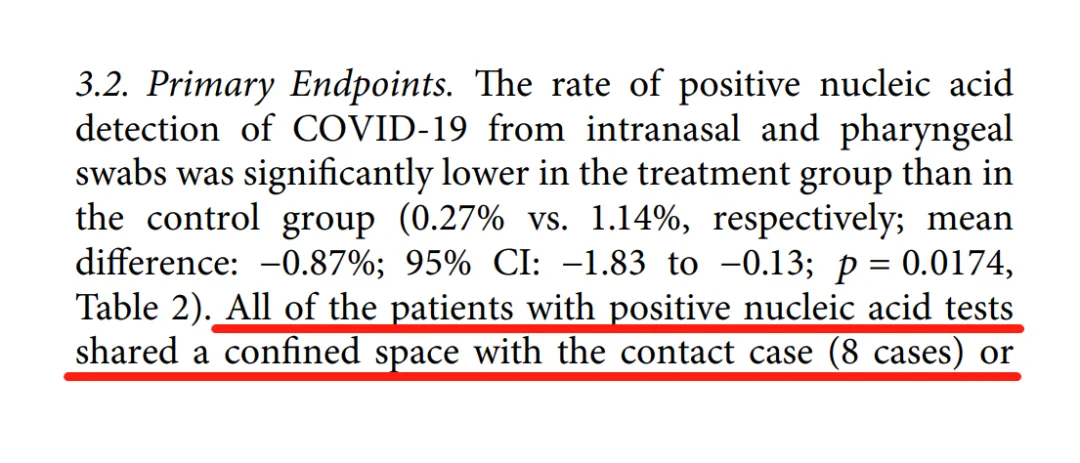 3.2. Primary Endpoints. The rate of positive nucleic acid
detection of COVID-19 from intranasal and pharyngeal
swabs was significantly lower in the treatment group than in
the control group (0.27% vs. 1.14%, respectively; mean
difference: −0.87%; 95% CI: −1.83 to −0.13; p = 0.0174,
Table 2). All of the patients with positive nucleic acid tests
shared a confined space with the contact case (8 cases) or